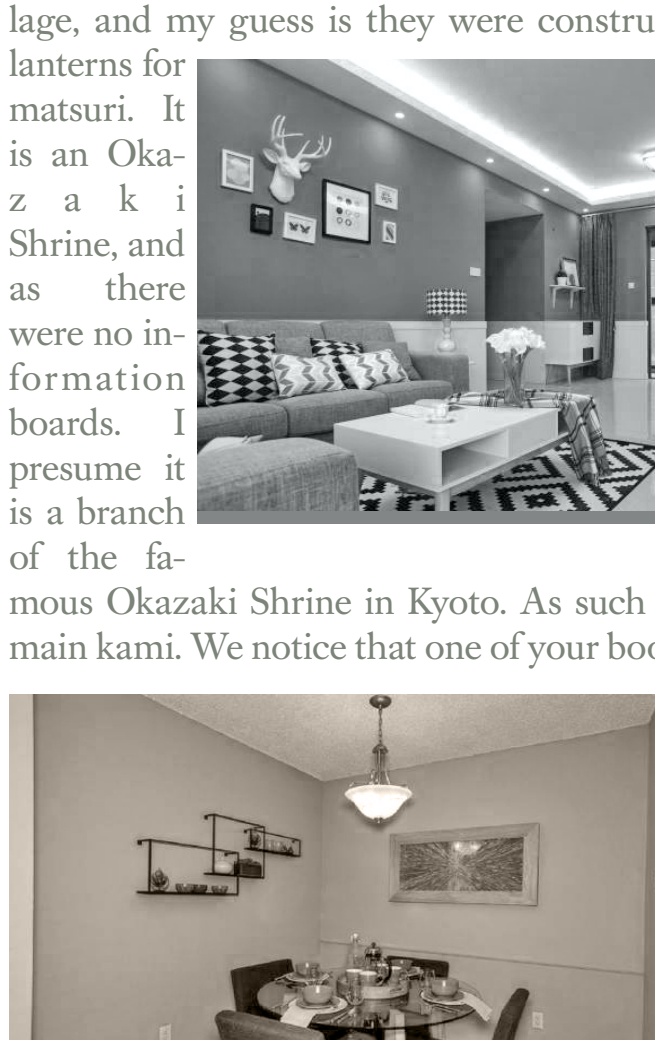 lage, and my guess is they were constru
lanterns for
matsuri. It
is an Oka-
zaki
Shrine, and
as there
were no in-
formation
boards. I
presume it
is a branch
of the fa-
mous Okazaki Shrine in Kyoto. As such
main kami. We notice that one of your boo